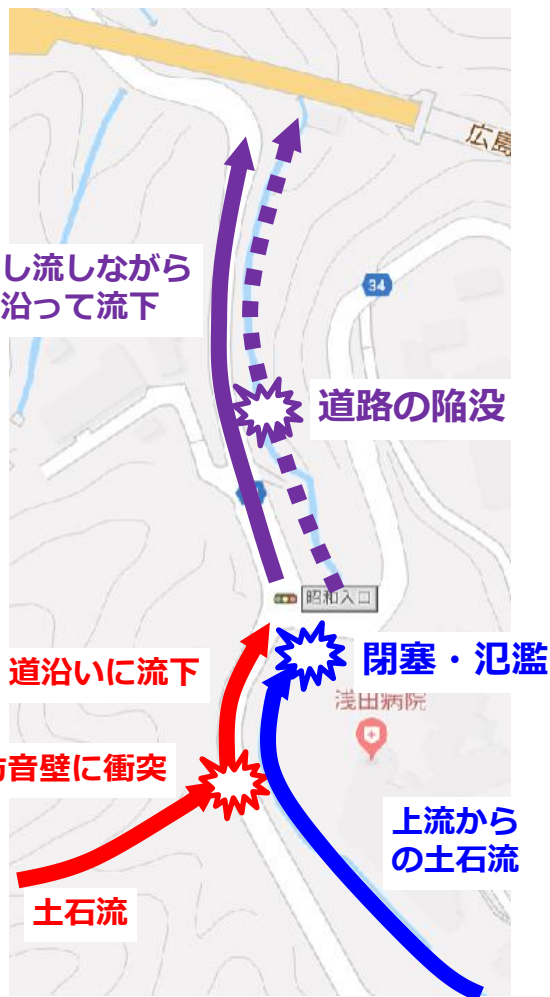 広島
し流しながら
沿って流下
34
道路の陥没
昭和入口
道沿いに流下
閉塞・氾濫
浅田病院
音壁に衝突
上流から
の土石流
土石流